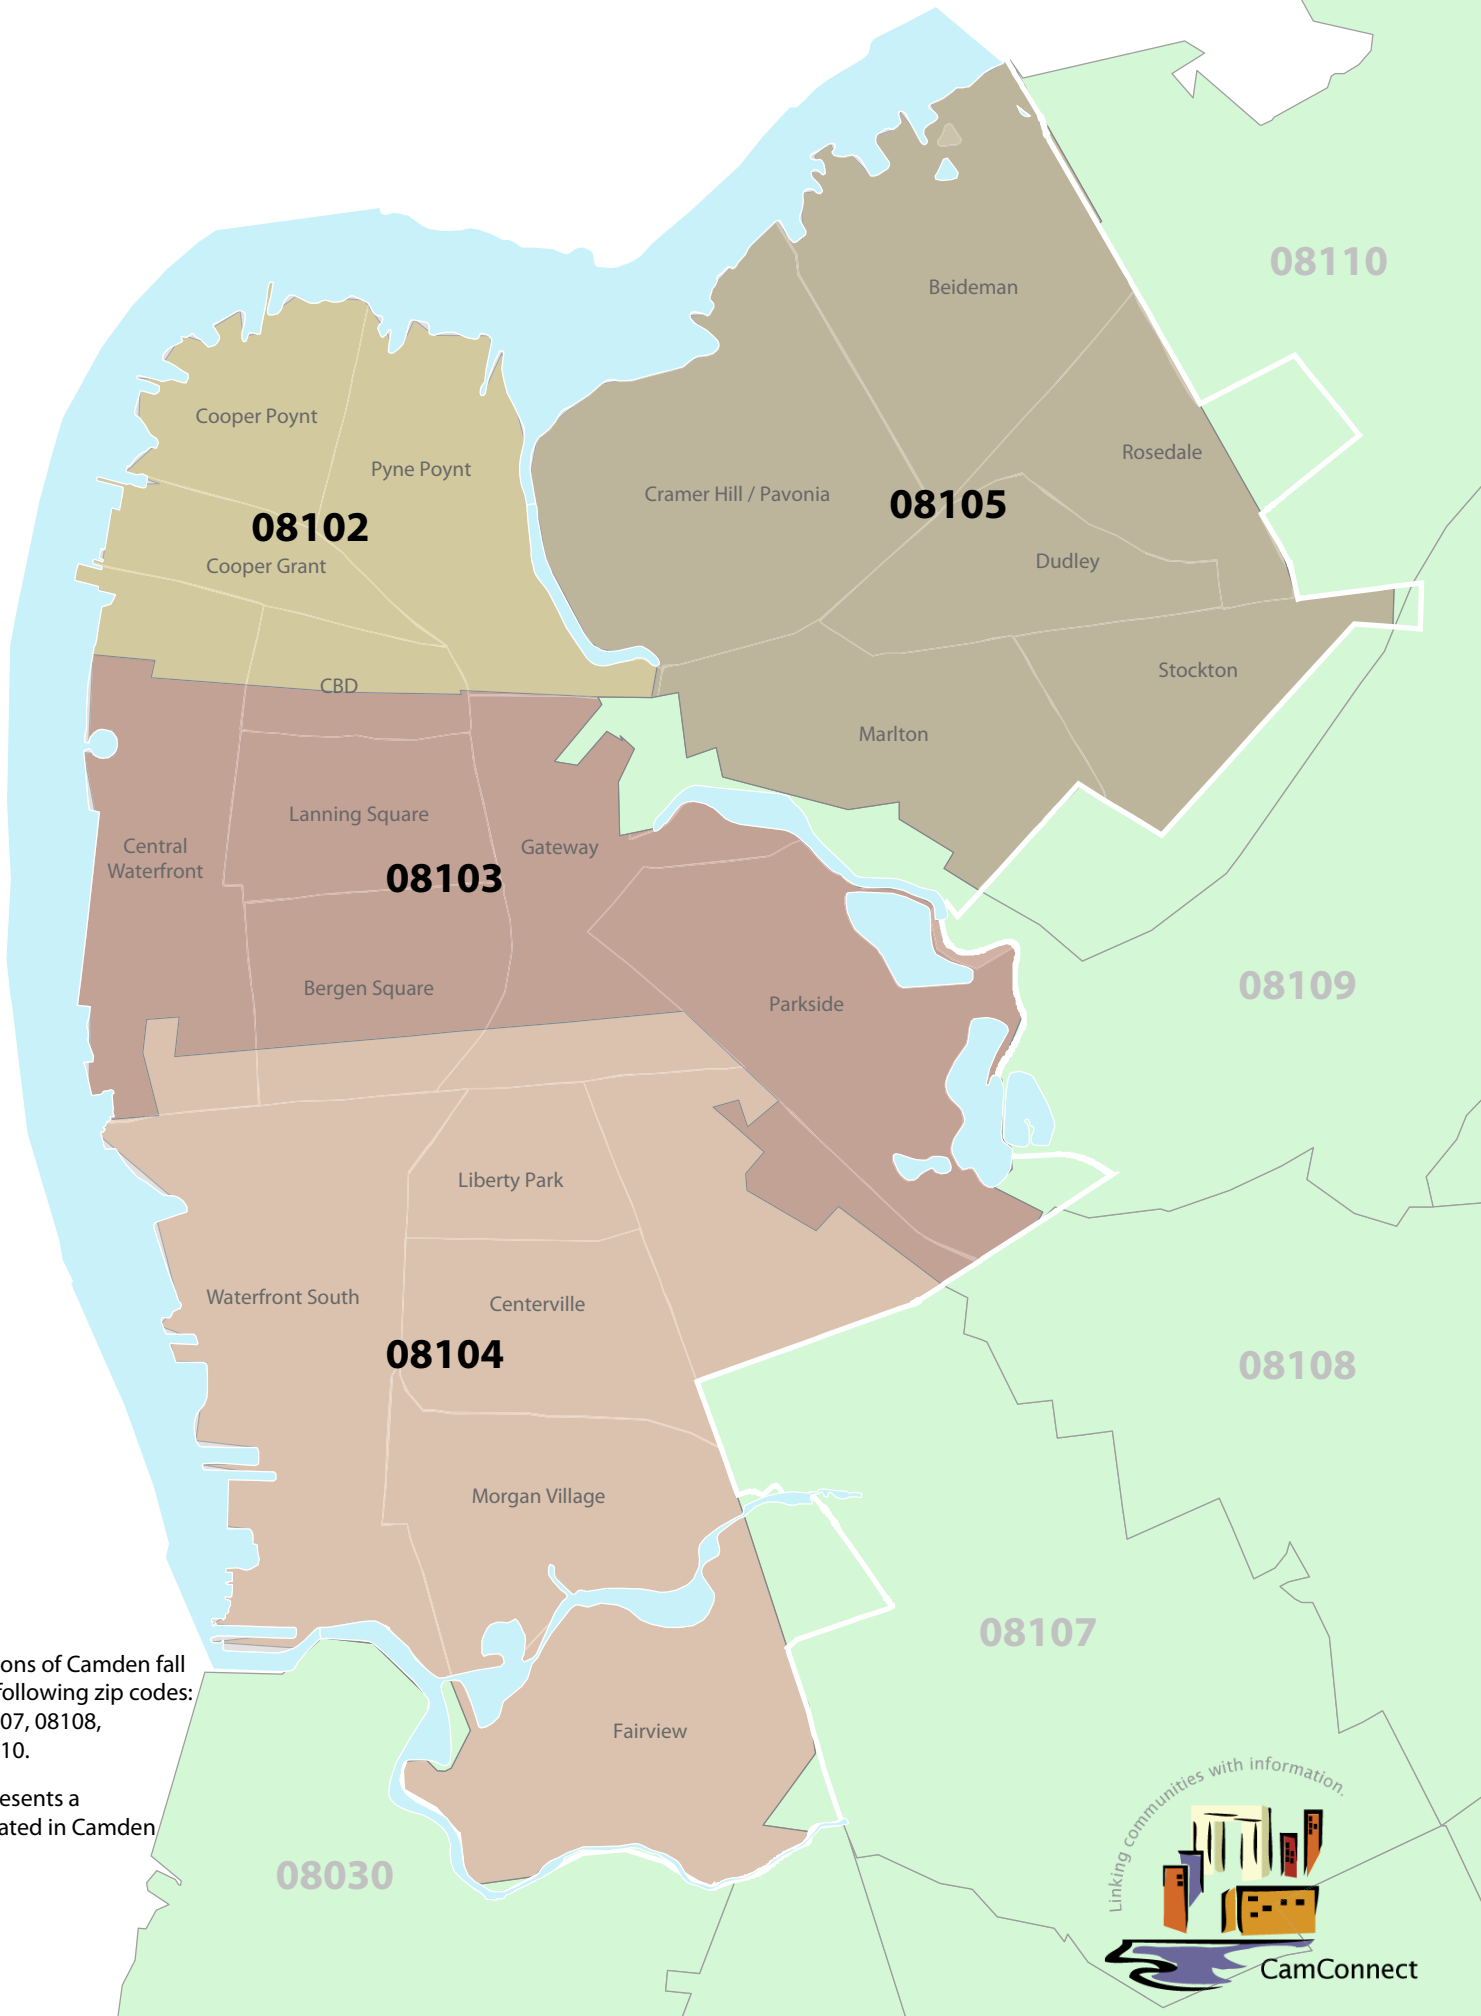 08110
Beideman
Cooper Poynt
Pyne Poynt
Rosedale
Cramer Hill / Pavonia
08105
08102
Cooper Grant
Dudley
Stockton
CBD
Marlton
Lanning Square
Central
Waterfront
Gateway
08103
Bergen Square
Parkside
08109
Liberty Park
Waterfront South
Centerville
08104
08108
Morgan Village
08107
ons of Camden fall
following zip codes:
07, 08108,
10.
Fairview
esents a
ated in Camden
08030
Linking communities with information.
CamConnect